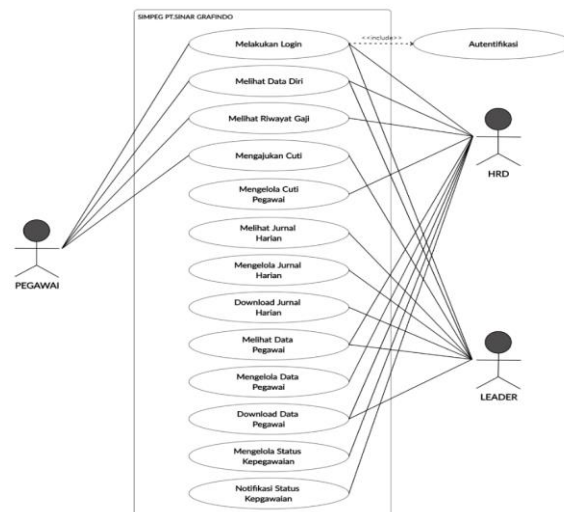 SIMPEG PT.SINAR GRAFINDO
Melakukan Login
<<include>>
Autentifikasi
Melihat Data Diri
Melihat Riwayat Gaji
Mengajukan Cuti
Mengelola Cuti
Pegawai
HRD
Melihat Jurnal
Harian
PEGAWAI
Mengelola Jurnal
Harian
Download Jurnal
Harian
Melihat Data
Pegawai
Mengelola Data
Pegawai
LEADER
Download Data
Pegawai
Mengelola Status
Kepegawaian
Notifikasi Status
Kepgawaian